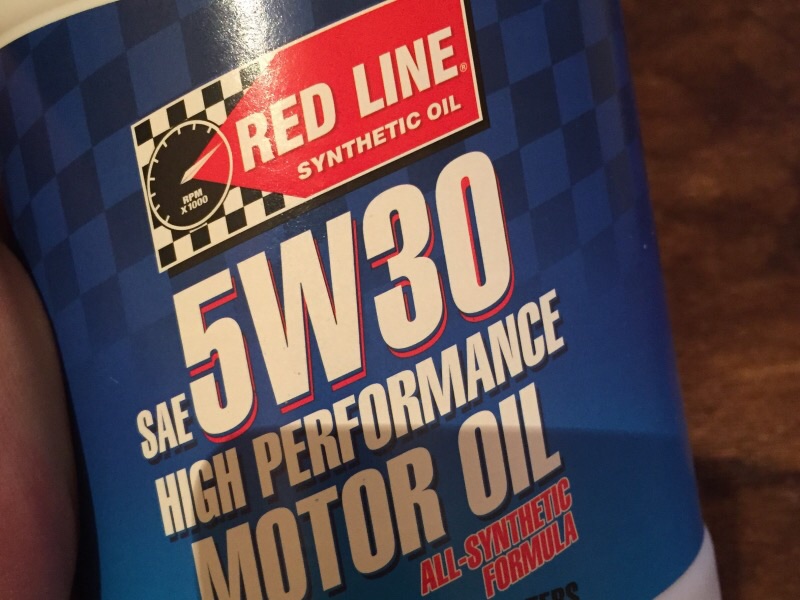 RED LINE®
SYNTHETIC OIL
RPM
X1000
SAE 5W30
HIGH PERFORMANCE
MOTOR OIL
ALL-SYNTHETIC
FORMULA